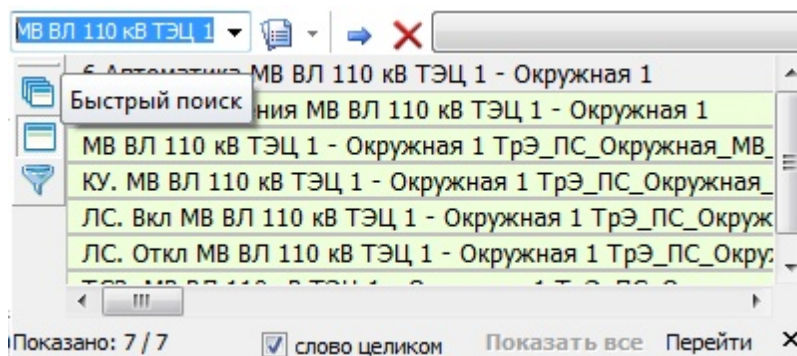 МВ ВЛ 110 кВ ТЭЦ 1
МВ ВЛ 110 кВ ТЭЦ 1 - Окружная 1
Быстрый поиск
ния МВ ВЛ 110 кВ ТЭЦ 1 - Окружная 1
МВ ВЛ 110 кВ ТЭЦ 1 - Окружная 1 ТрЭ_ПС_Окружная_МВ_
КУ. МВ ВЛ 110 кВ ТЭЦ 1 - Окружная 1 ТрЭ_ПС_Окружная_
ЛС. Вкл МВ ВЛ 110 кВ ТЭЦ 1 - Окружная 1 ТрЭ_ПС_Окруж
ЛС. Откл МВ ВЛ 110 кВ ТЭЦ 1 - Окружная 1 ТрЭ_ПС_Окру
Показано: 7 / 7 слово целиком Показать все Перейти